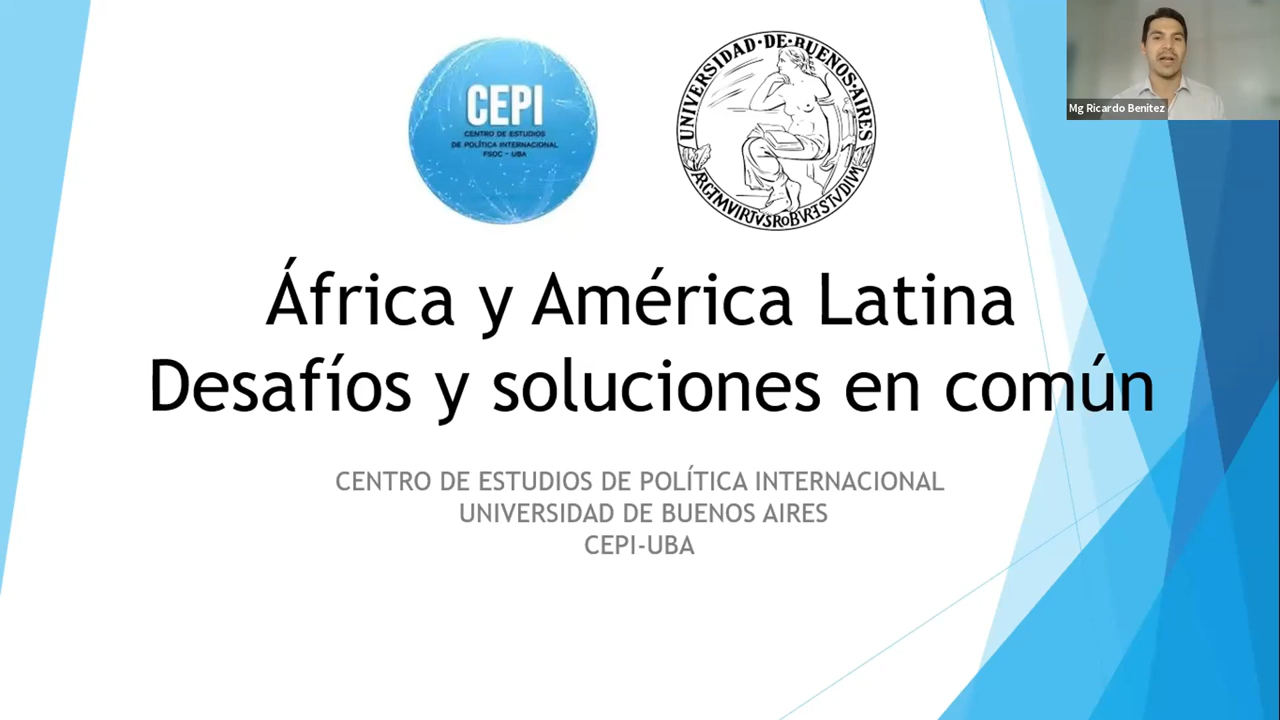 CEPI
CENTRO DE ESTUDIOS
DE POLÍTICA INTERNACIONAL
FSOC - UBA
UNIVERSIDAD·DE·BUENOS·AIRES
ARGTMVIRTVSROBVRETSTVDIVM
Mg Ricardo Benitez
África y América Latina
Desafíos y soluciones en común
CENTRO DE ESTUDIOS DE POLÍTICA INTERNACIONAL
UNIVERSIDAD DE BUENOS AIRES
CEPI-UBA